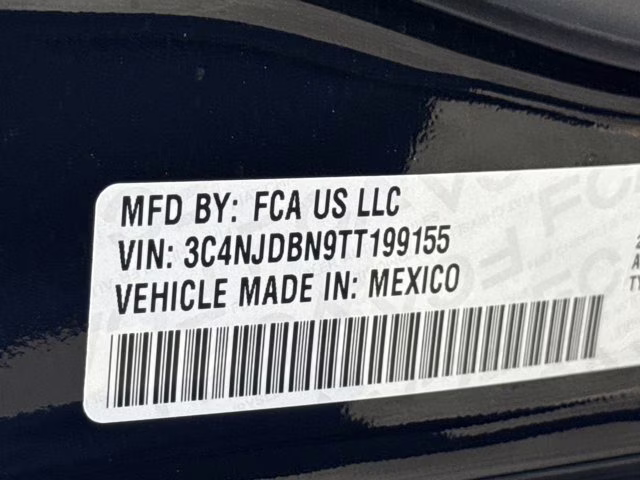 MFD BY: FCA US LLC
VIN: 3C4NJDBN9TT199155
VEHICLE MADE IN: MEXICO